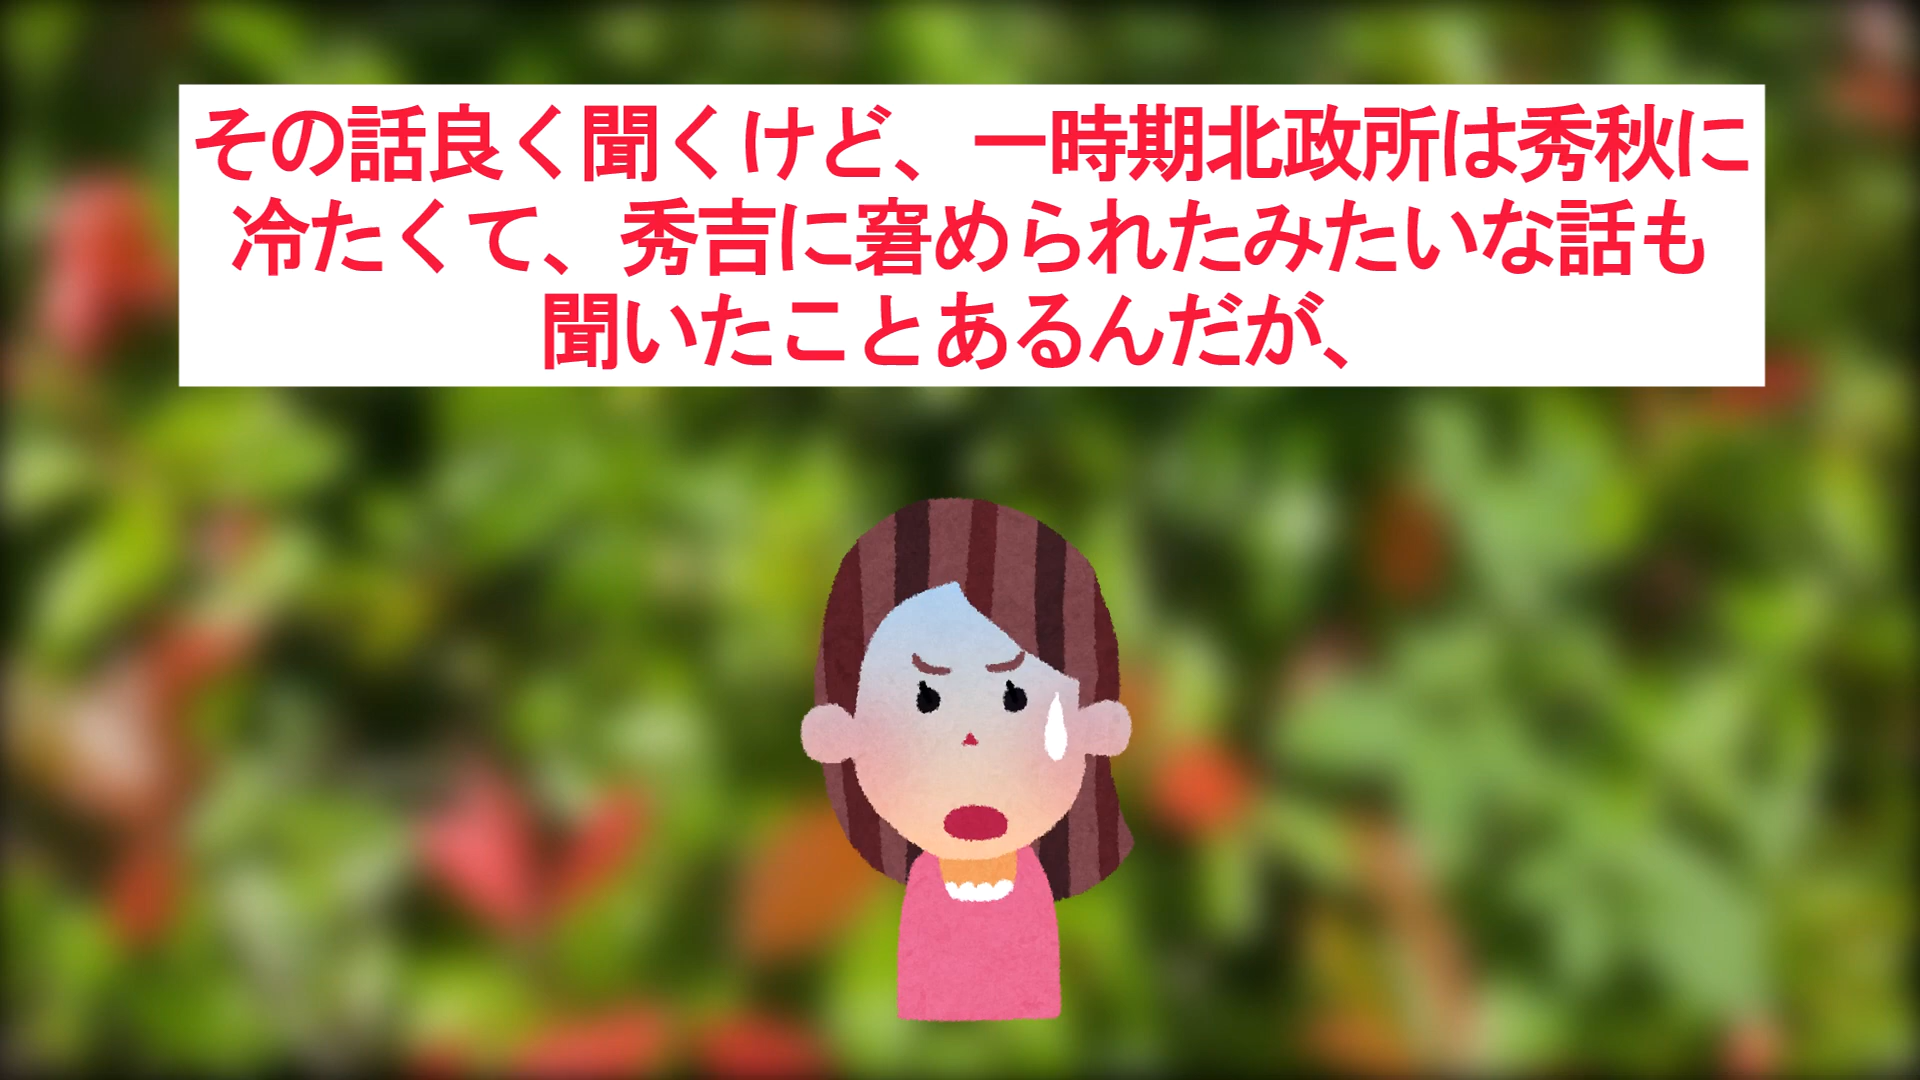 その話良く聞くけど、一時期北政所は秀秋に
冷たくて、秀吉に窘められたみたいな話も
聞いたことあるんだが、